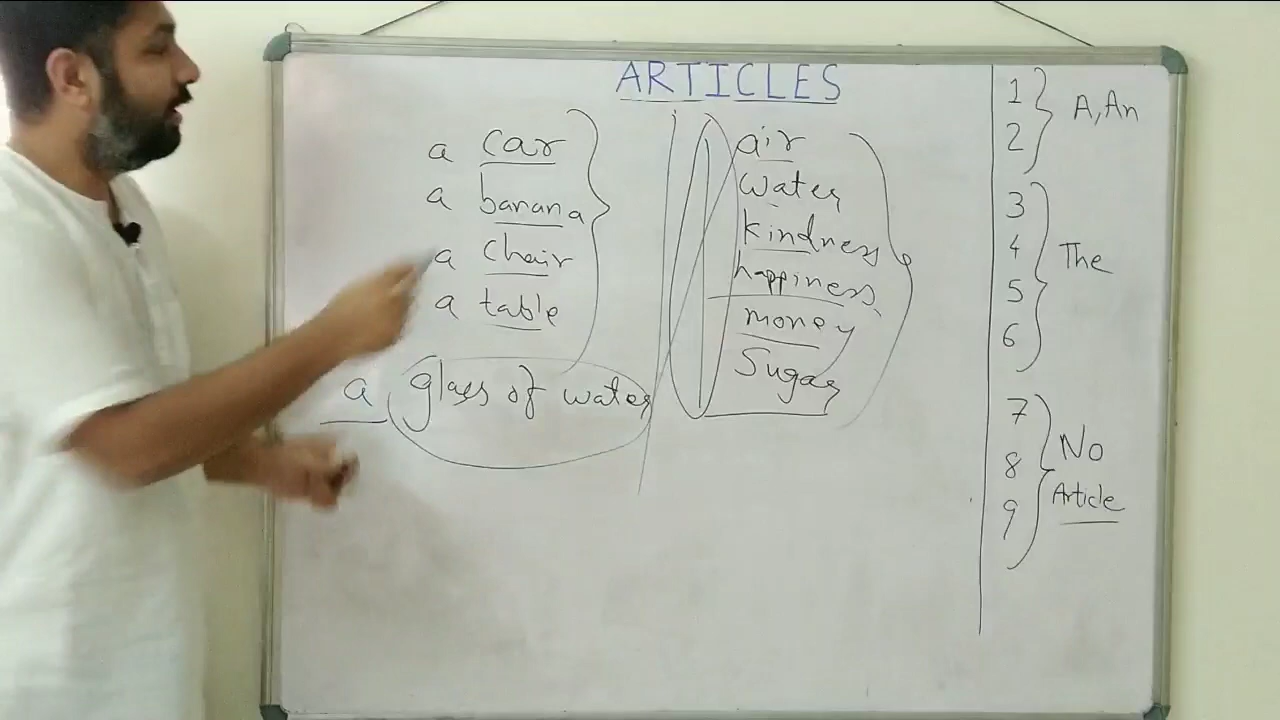 ARTICLES
a car
a banana
a chair
a table
a glass of water
air
water
kindness
happiness
money
Sugar
1
2
A, An
3
4
5
6
The
7
8
9
No
Article